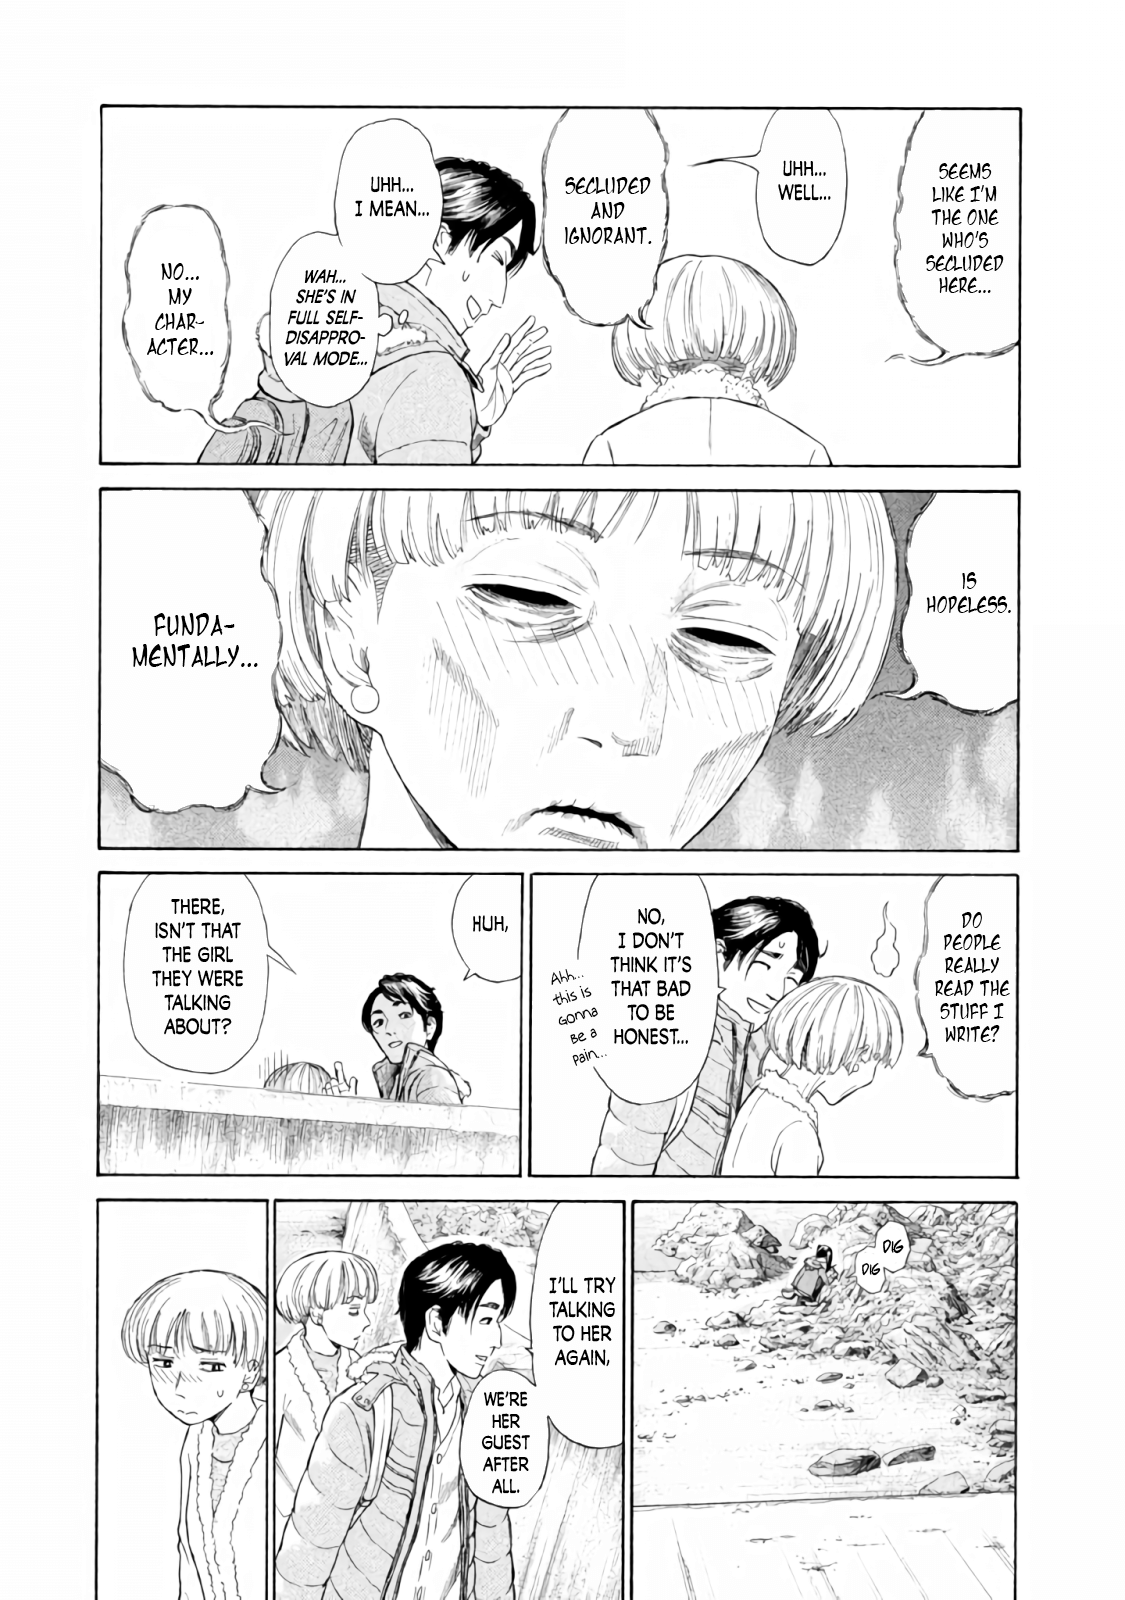 SEEMS
LIKE I'M
THE ONE
WHO'S
SECLUDED
HERE...
UHH...
WELL...
SECLUDED
AND
IGNORANT.
UHH...
I MEAN...
WAH...
SHE'S IN
FULL SELF-
DISAPPRO-
VAL MODE...
NO...
MY
CHAR-
ACTER...
IS
HOPELESS.
FUNDA-
MENTALLY...
DO
PEOPLE
REALLY
READ THE
STUFF I
WRITE?
NO,
I DON'T
THINK IT'S
THAT BAD
TO BE
HONEST...
Ahh...
this is
gonna
be a
pain...
HUH,
THERE,
ISN'T THAT
THE GIRL
THEY WERE
TALKING
ABOUT?
DIG
DIG
I'LL TRY
TALKING
TO HER
AGAIN,
WE'RE
HER
GUEST
AFTER
ALL.